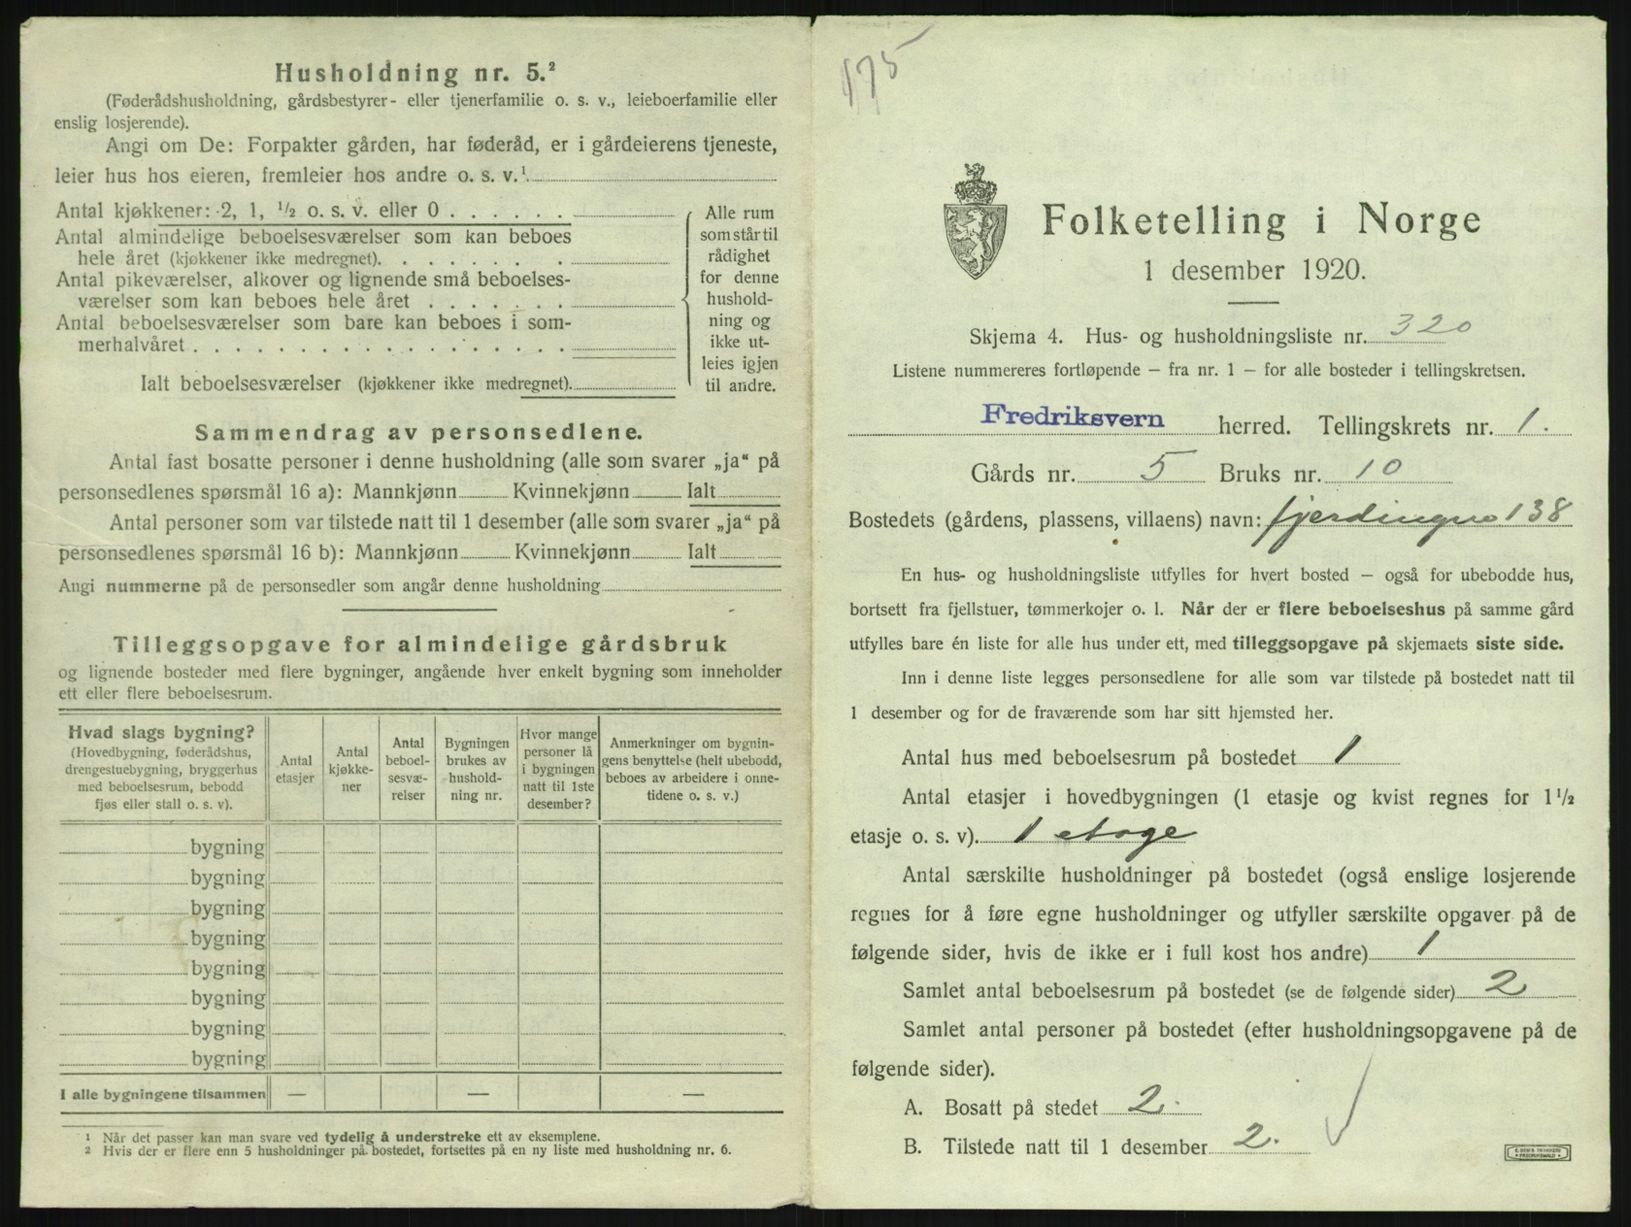 Husholdning nr. 5.²
(Føderådshusholdning, gårdsbestyrer- eller tjenerfamilie o. s. v., leieboerfamilie eller
enslig losjerende).
Angi om De: Forpakter gården, har føderåd, er i gårdeierens tjeneste,
leier hus hos eieren, fremleier hos andre o. s. v.¹
Antal kjøkkener: 2, 1, ½ o. s. v. eller 0 . . . . . .
Antal almindelige beboelsesværelser som kan beboes
hele året (kjøkkener ikke medregnet). . . . . . . .
Antal pikeværelser, alkover og lignende små beboelses-
værelser som kan beboes hele året . . . . . . .
Antal beboelsesværelser som bare kan beboes i som-
merhalvåret . . . . . . . . . . . . . . . . . .
Ialt beboelsesværelser (kjøkkener ikke medregnet).
Alle rum
som står til
rådighet
for denne
hushold-
ning og
ikke ut-
leies igjen
til andre.
Sammendrag av personsedlene.
Antal fast bosatte personer i denne husholdning (alle som svarer „ja“ på
personsedlenes spørsmål 16 a): Mannkjønn Kvinnekjønn Ialt
Antal personer som var tilstede natt til 1 desember (alle som svarer „ja“ på
personsedlenes spørsmål 16 b): Mannkjønn Kvinnekjønn Ialt
Angi nummerne på de personsedler som angår denne husholdning
Tilleggsopgave for almindelige gårdsbruk
og lignende bosteder med flere bygninger, angående hver enkelt bygning som inneholder
ett eller flere beboelsesrum.
Hvad slags bygning?
(Hovedbygning, føderådshus,
drengestuebygning, bryggerhus
med beboelsesrum, bebodd
fjøs eller stall o. s. v).
Antal
etasjer
Antal
kjøkke-
ner
Antal
beboel-
sesvæ-
relser
Bygningen
brukes av
hushold-
ning nr.
Hvor mange
personer lå
i bygningen
natt til 1ste
desember?
Anmerkninger om bygnin-
gens benyttelse (helt ubebodd,
beboes av arbeidere i onne-
tidene o. s. v.)
bygning
bygning
bygning
bygning
bygning
bygning
bygning
bygning
I alle bygningene tilsammen — — —
¹ Når det passer kan man svare ved tydelig å understreke ett av eksemplene.
² Hvis der er flere enn 5 husholdninger på bostedet, fortsettes på en ny liste med husholdning nr. 6.
175
Folketelling i Norge
1 desember 1920.
Skjema 4. Hus- og husholdningsliste nr. 320
Listene nummereres fortløpende — fra nr. 1 — for alle bosteder i tellingskretsen.
Fredriksvern herred. Tellingskrets nr. 1.
Gårds nr. 5 Bruks nr. 10
Bostedets (gårdens, plassens, villaens) navn: fjerdingne 138
En hus- og husholdningsliste utfylles for hvert bosted — også for ubebodde hus,
bortsett fra fjellstuer, tømmerkojer o. l. Når der er flere beboelseshus på samme gård
utfylles bare én liste for alle hus under ett, med tilleggsopgave på skjemaets siste side.
Inn i denne liste legges personsedlene for alle som var tilstede på bostedet natt til
1 desember og for de fraværende som har sitt hjemsted her.
Antal hus med beboelsesrum på bostedet 1
Antal etasjer i hovedbygningen (1 etasje og kvist regnes for 1½
etasje o. s. v). 1 etage
Antal særskilte husholdninger på bostedet (også enslige losjerende
regnes for å føre egne husholdninger og utfyller særskilte opgaver på de
følgende sider, hvis de ikke er i full kost hos andre) 1
Samlet antal beboelsesrum på bostedet (se de følgende sider) 2
Samlet antal personer på bostedet (efter husholdningsopgavene på de
følgende sider).
A. Bosatt på stedet 2.
B. Tilstede natt til 1 desember 2.